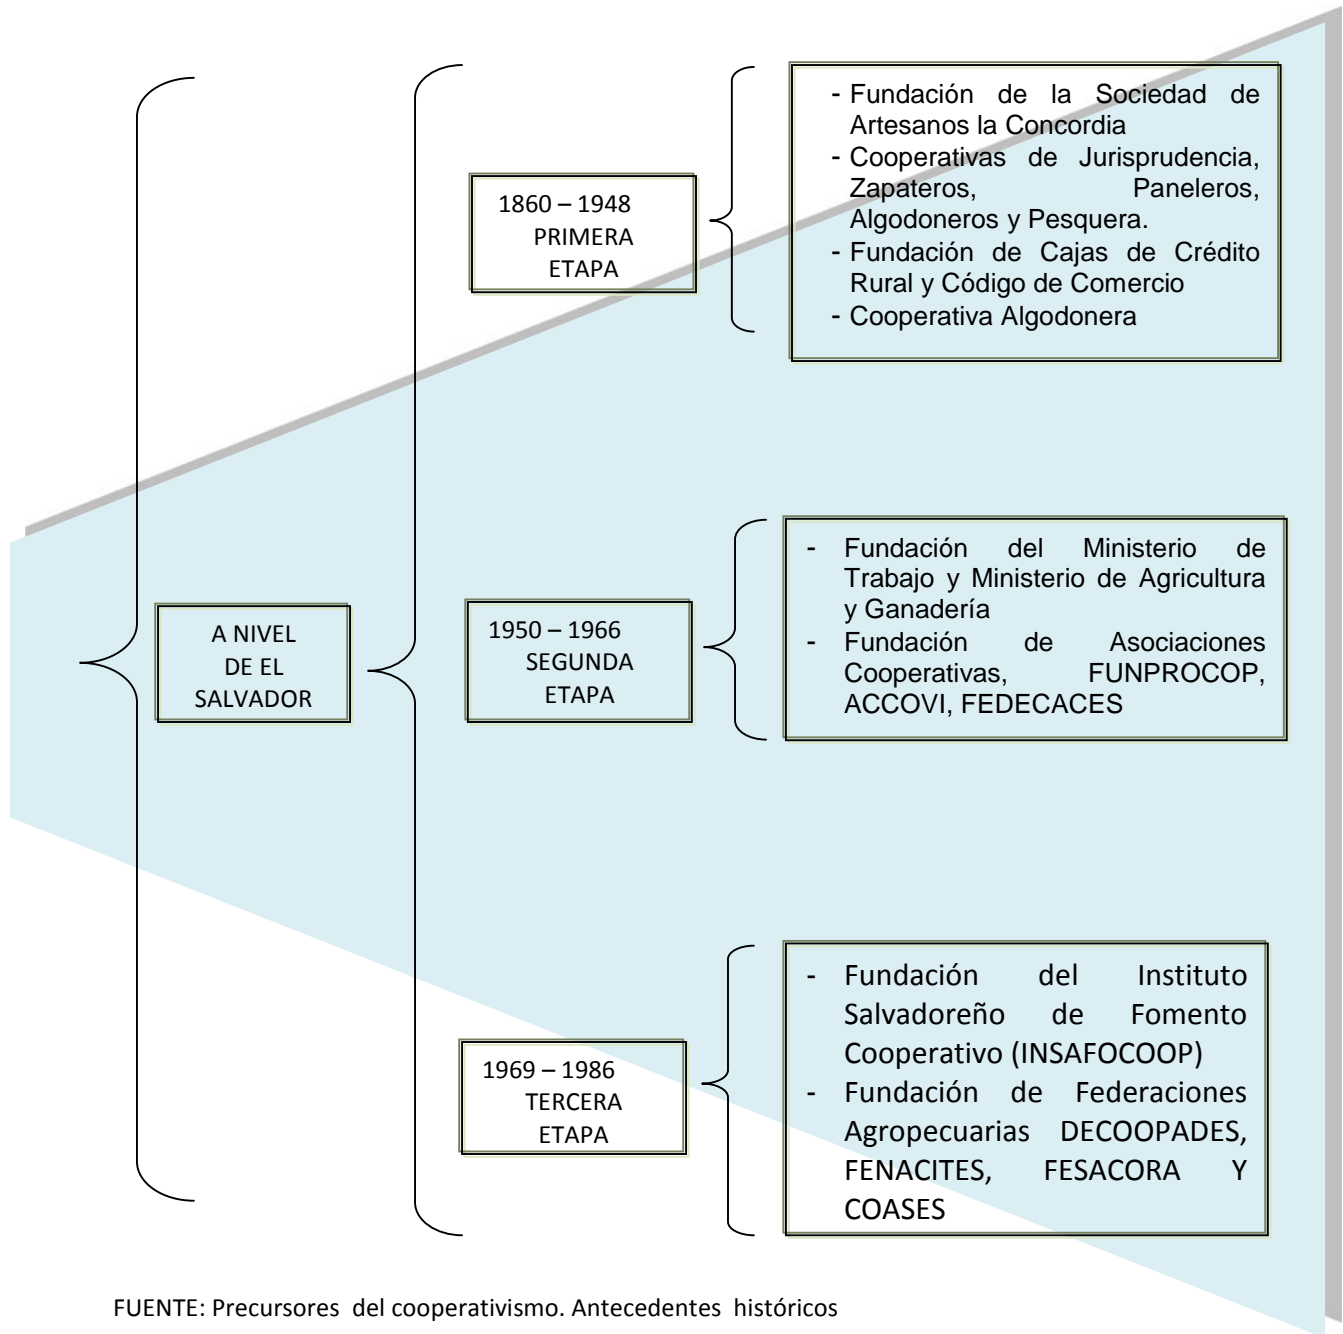 A NIVEL
DE EL
SALVADOR
1860 – 1948
PRIMERA
ETAPA
- Fundación de la Sociedad de
Artesanos la Concordia
- Cooperativas de Jurisprudencia,
Zapateros, Paneleros,
Algodoneros y Pesquera.
- Fundación de Cajas de Crédito
Rural y Código de Comercio
- Cooperativa Algodonera
1950 – 1966
SEGUNDA
ETAPA
- Fundación del Ministerio de
Trabajo y Ministerio de Agricultura
y Ganadería
- Fundación de Asociaciones
Cooperativas, FUNPROCOP,
ACCOVI, FEDECACES
1969 – 1986
TERCERA
ETAPA
- Fundación del Instituto
Salvadoreño de Fomento
Cooperativo (INSAFOCOOP)
- Fundación de Federaciones
Agropecuarias DECOOPADES,
FENACITES, FESACORA Y
COASES
FUENTE: Precursores del cooperativismo. Antecedentes históricos